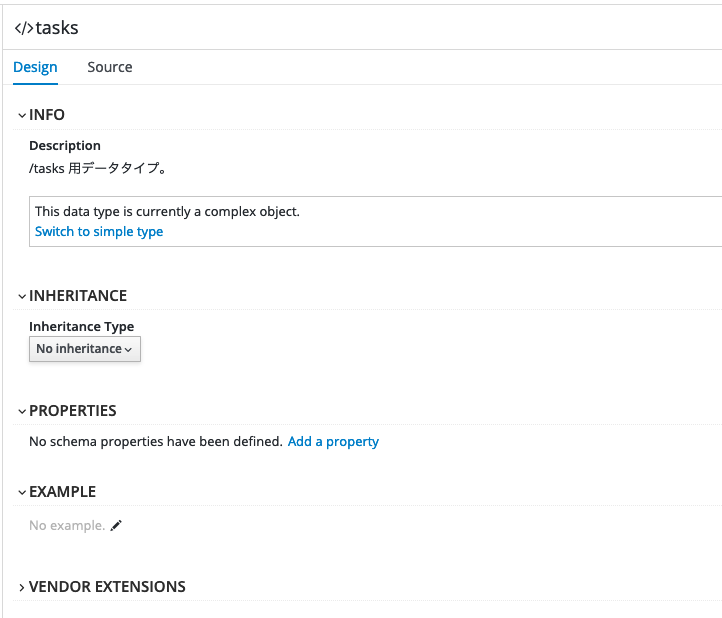 </>tasks
Design Source
INFO
Description
/tasks 用データタイプ。
This data type is currently a complex object.
Switch to simple type
INHERITANCE
Inheritance Type
No inheritance
PROPERTIES
No schema properties have been defined. Add a property
EXAMPLE
No example.
VENDOR EXTENSIONS